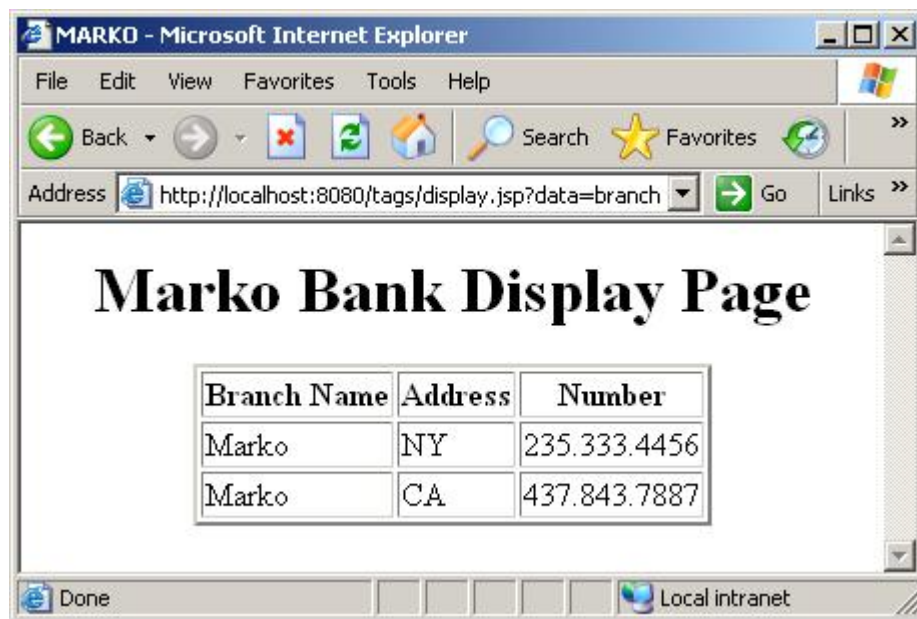 MARKO - Microsoft Internet Explorer
File Edit View Favorites Tools Help
Back Search Favorites »
Address http://localhost:8080/tags/display.jsp?data=branch Go Links »
Marko Bank Display Page
Branch Name Address Number
Marko NY 235.333.4456
Marko CA 437.843.7887
Done Local intranet